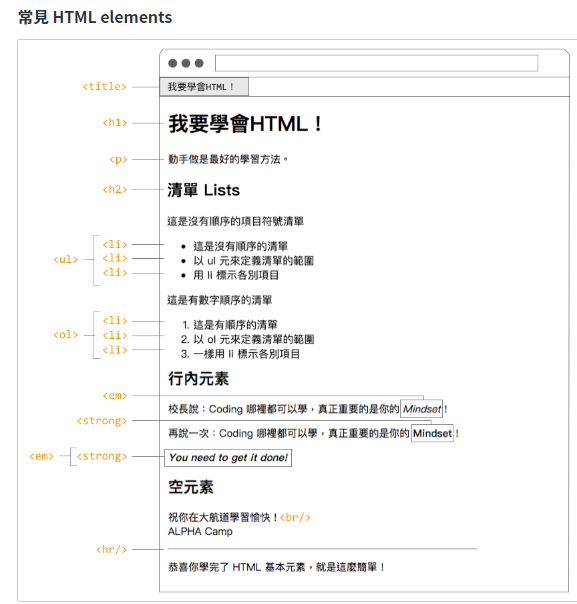 常見 HTML elements
<title> 我要學會HTML！
<h1> 我要學會HTML！
<p> 動手做是最好的學習方法。
<h2> 清單 Lists
這是沒有順序的項目符號清單
<ul>
<li> • 這是沒有順序的清單
<li> • 以 ul 元來定義清單的範圍
<li> • 用 li 標示各別項目
這是有數字順序的清單
<ol>
<li> 1. 這是有順序的清單
<li> 2. 以 ol 元來定義清單的範圍
<li> 3. 一樣用 li 標示各別項目
行內元素
<em> 校長說：Coding 哪裡都可以學，真正重要的是你的 Mindset！
<strong> 再說一次：Coding 哪裡都可以學，真正重要的是你的 Mindset！
<em> <strong> You need to get it done!
空元素
祝你在大航道學習愉快！<br/>
ALPHA Camp
<hr/>
恭喜你學完了 HTML 基本元素，就是這麼簡單！